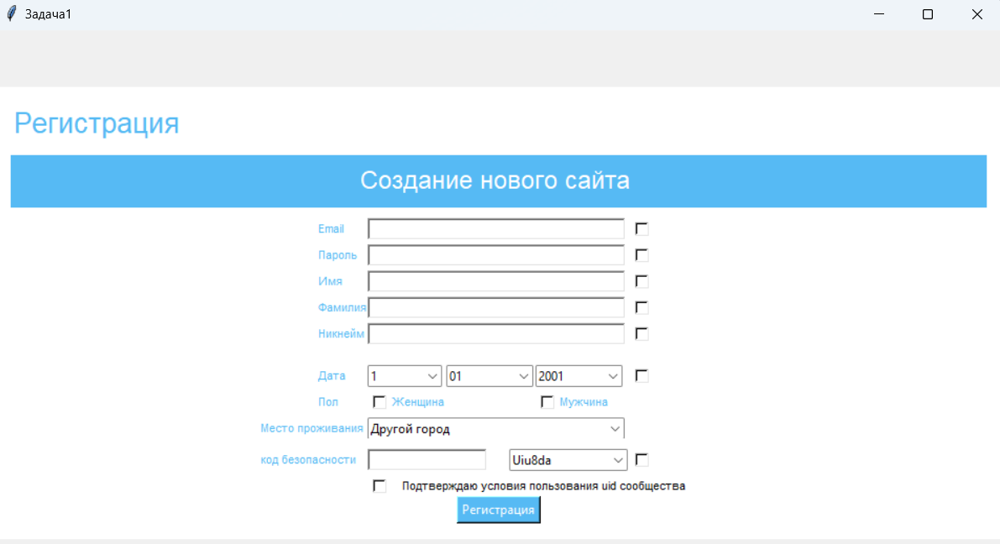 Задача1
Регистрация
Создание нового сайта
Email
Пароль
Имя
Фамилия
Никнейм
Дата 1 01 2001
Пол Женщина Мужчина
Место проживания Другой город
код безопасности Uiu8da
Подтверждаю условия пользования uid сообщества
Регистрация